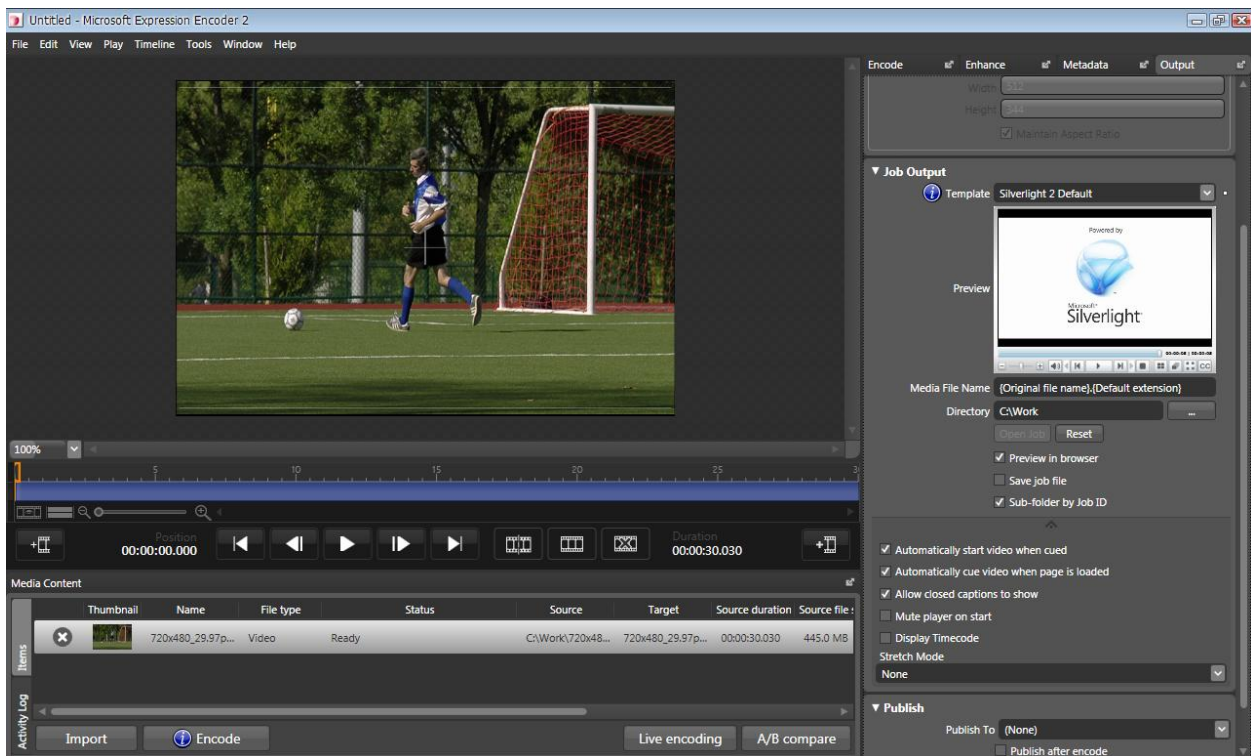 Untitled - Microsoft Expression Encoder 2
File Edit View Play Timeline Tools Window Help
Encode Enhance Metadata Output
Width 512
Height 344
Maintain Aspect Ratio
Job Output
Template Silverlight 2 Default
Powered by
Preview
Microsoft
Silverlight
Media File Name {Original file name}.{Default extension}
Directory C:\Work ...
Open Job Reset
Preview in browser
Save job file
Sub-folder by Job ID
Automatically start video when cued
Automatically cue video when page is loaded
Allow closed captions to show
Mute player on start
Display Timecode
Stretch Mode
None
Publish
Publish To (None)
Publish after encode
100%
5 10 15 20 25 3
Position
00:00:00.000
Duration
00:00:30.030
Media Content
Thumbnail Name File type Status Source Target Source duration Source file s
720x480_29.97p... Video Ready C:\Work\720x48... 720x480_29.97p... 00:00:30.030 445.0 MB
Items
Activity Log
Import Encode Live encoding A/B compare